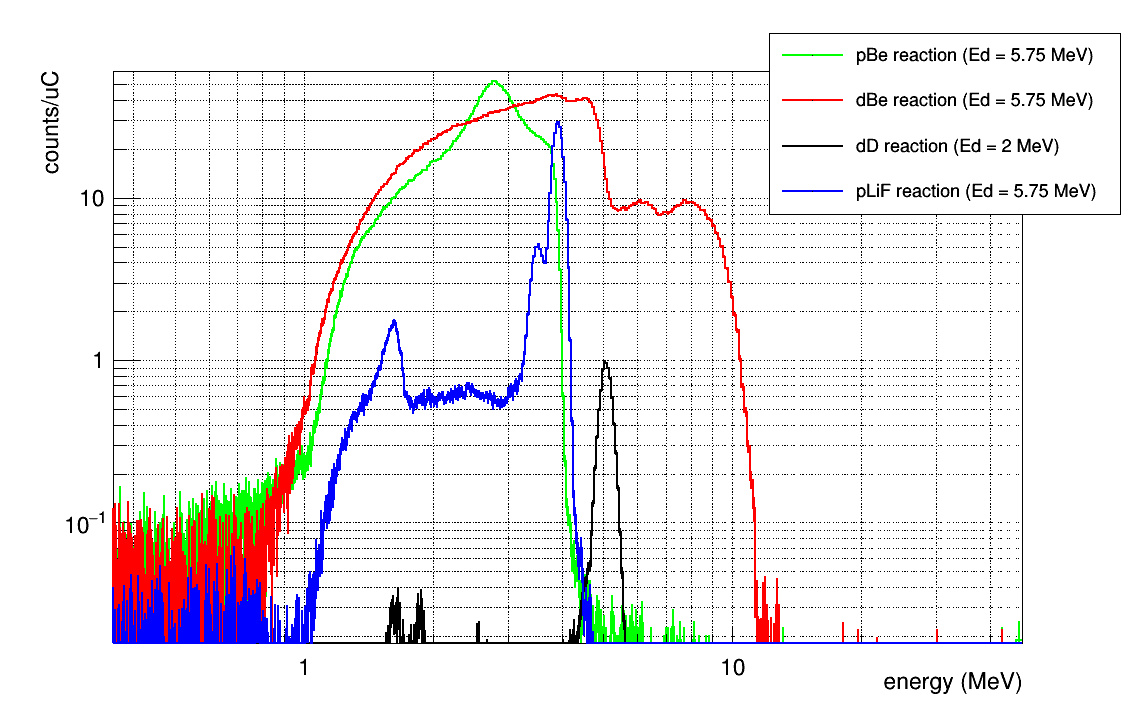 pBe reaction (Ed = 5.75 MeV)
dBe reaction (Ed = 5.75 MeV)
dD reaction (Ed = 2 MeV)
pLiF reaction (Ed = 5.75 MeV)
counts/uC
10
1
10⁻¹
1
10
energy (MeV)